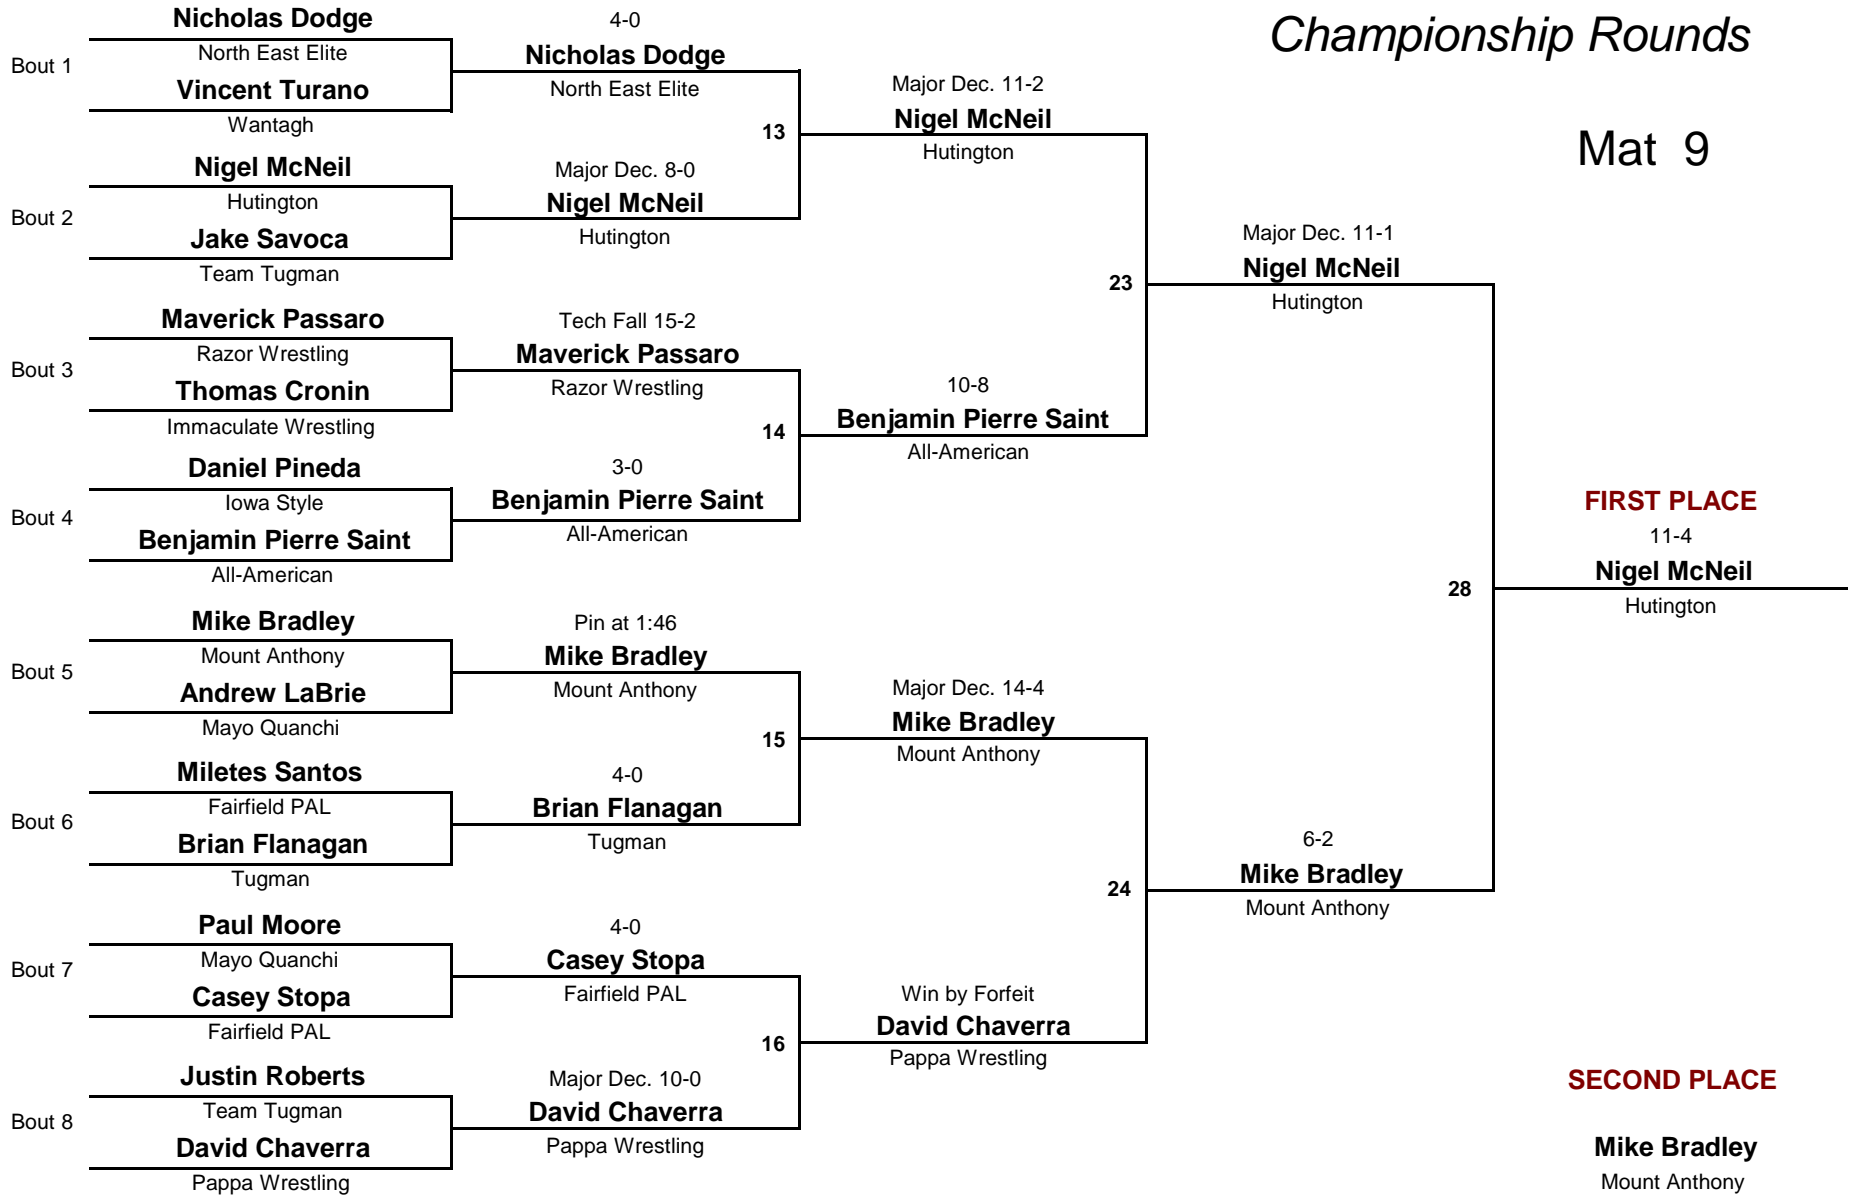 Championship Rounds
Mat 9
Bout 1
Nicholas Dodge
North East Elite
Vincent Turano
Wantagh
Bout 2
Nigel McNeil
Hutington
Jake Savoca
Team Tugman
Bout 3
Maverick Passaro
Razor Wrestling
Thomas Cronin
Immaculate Wrestling
Bout 4
Daniel Pineda
Iowa Style
Benjamin Pierre Saint
All-American
Bout 5
Mike Bradley
Mount Anthony
Andrew LaBrie
Mayo Quanchi
Bout 6
Miletes Santos
Fairfield PAL
Brian Flanagan
Tugman
Bout 7
Paul Moore
Mayo Quanchi
Casey Stopa
Fairfield PAL
Bout 8
Justin Roberts
Team Tugman
David Chaverra
Pappa Wrestling
4-0
Nicholas Dodge
North East Elite
13
Major Dec. 8-0
Nigel McNeil
Hutington
Tech Fall 15-2
Maverick Passaro
Razor Wrestling
14
3-0
Benjamin Pierre Saint
All-American
Pin at 1:46
Mike Bradley
Mount Anthony
15
4-0
Brian Flanagan
Tugman
4-0
Casey Stopa
Fairfield PAL
16
Major Dec. 10-0
David Chaverra
Pappa Wrestling
Major Dec. 11-2
Nigel McNeil
Hutington
23
10-8
Benjamin Pierre Saint
All-American
Major Dec. 14-4
Mike Bradley
Mount Anthony
24
Win by Forfeit
David Chaverra
Pappa Wrestling
Major Dec. 11-1
Nigel McNeil
Hutington
28
6-2
Mike Bradley
Mount Anthony
FIRST PLACE
11-4
Nigel McNeil
Hutington
SECOND PLACE
Mike Bradley
Mount Anthony